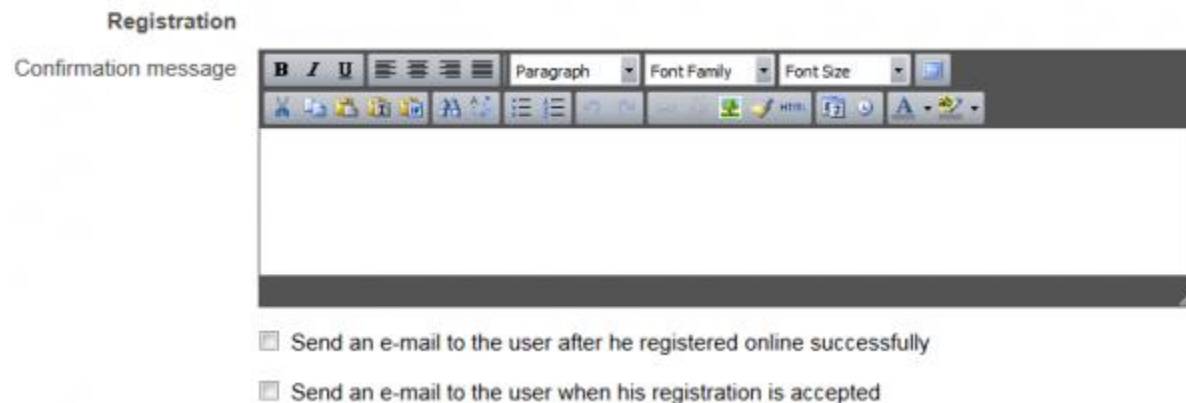 Registration
Confirmation message
B I U Paragraph Font Family Font Size
HTML A ab
Send an e-mail to the user after he registered online successfully
Send an e-mail to the user when his registration is accepted